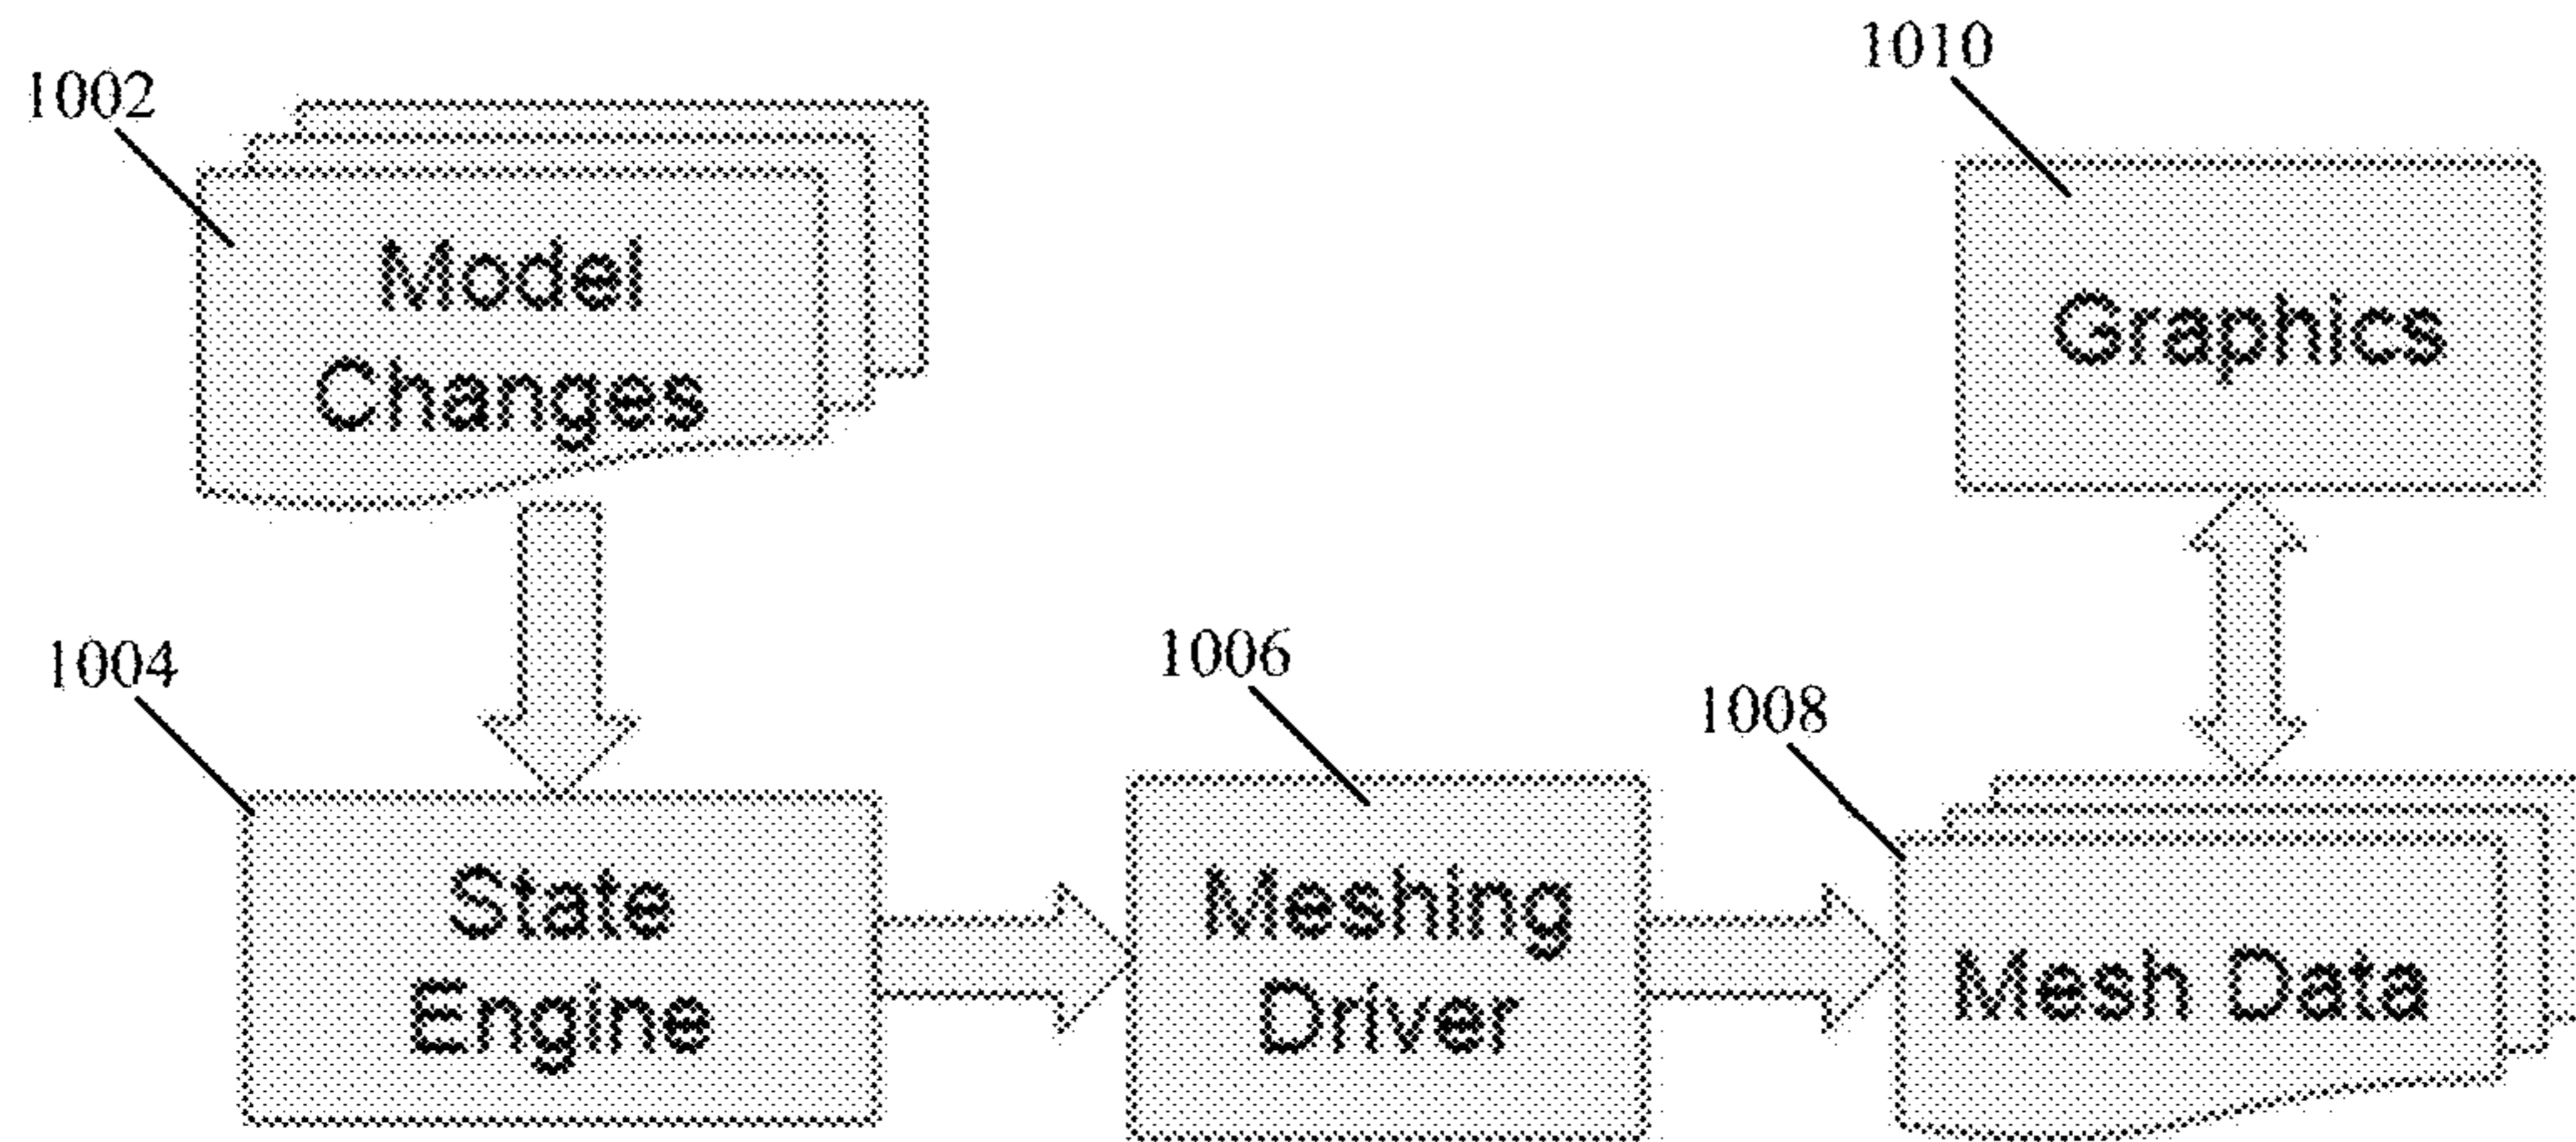 1002
Model
Changes
1010
Graphics
1004
State
Engine
1006
Meshing
Driver
1008
Mesh Data